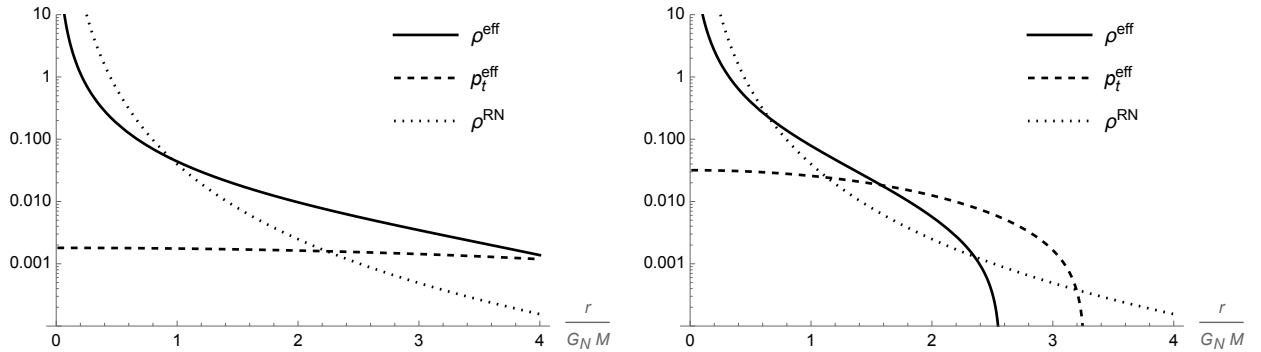 10
1
0.100
0.010
0.001
0 1 2 3 4
r
G_N M
ρ^eff
p_t^eff
ρ^RN
10
1
0.100
0.010
0.001
0 1 2 3 4
r
G_N M
ρ^eff
p_t^eff
ρ^RN